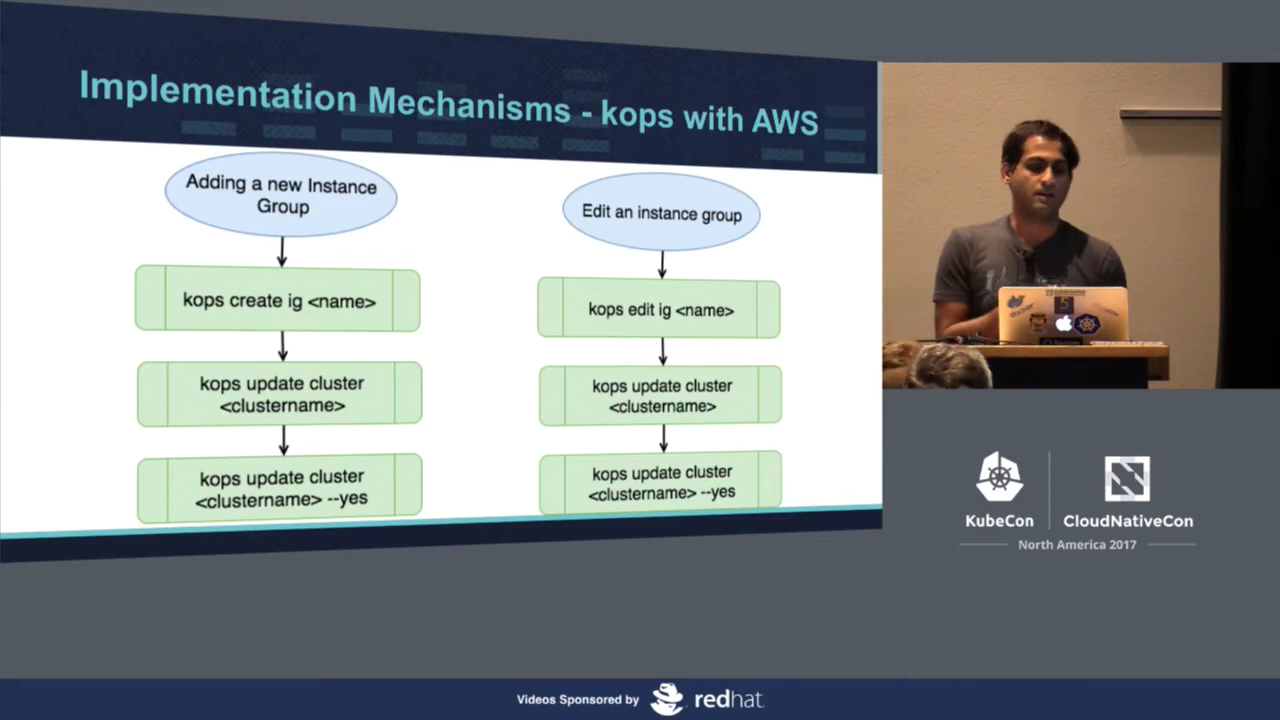 Implementation Mechanisms - kops with AWS
Adding a new Instance
Group
kops create ig <name>
kops update cluster
<clustername>
kops update cluster
<clustername> --yes
Edit an instance group
kops edit ig <name>
kops update cluster
<clustername>
kops update cluster
<clustername> --yes
docker
5
KubeCon
CloudNativeCon
North America 2017
Videos Sponsored by
redhat